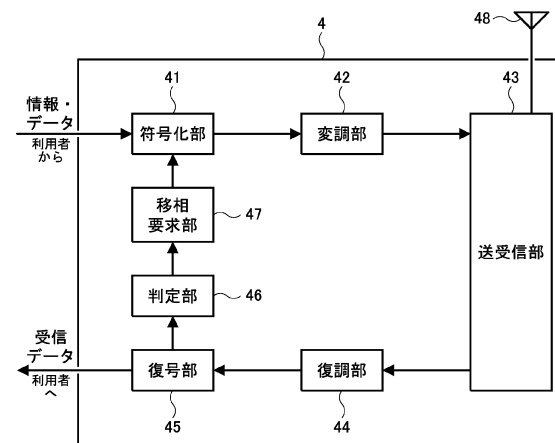 48
4
41
42
43
情報・
データ
利用者
から
符号化部
変調部
移相
要求部
47
送受信部
判定部
46
受信
データ
利用者
へ
復号部
復調部
45
44